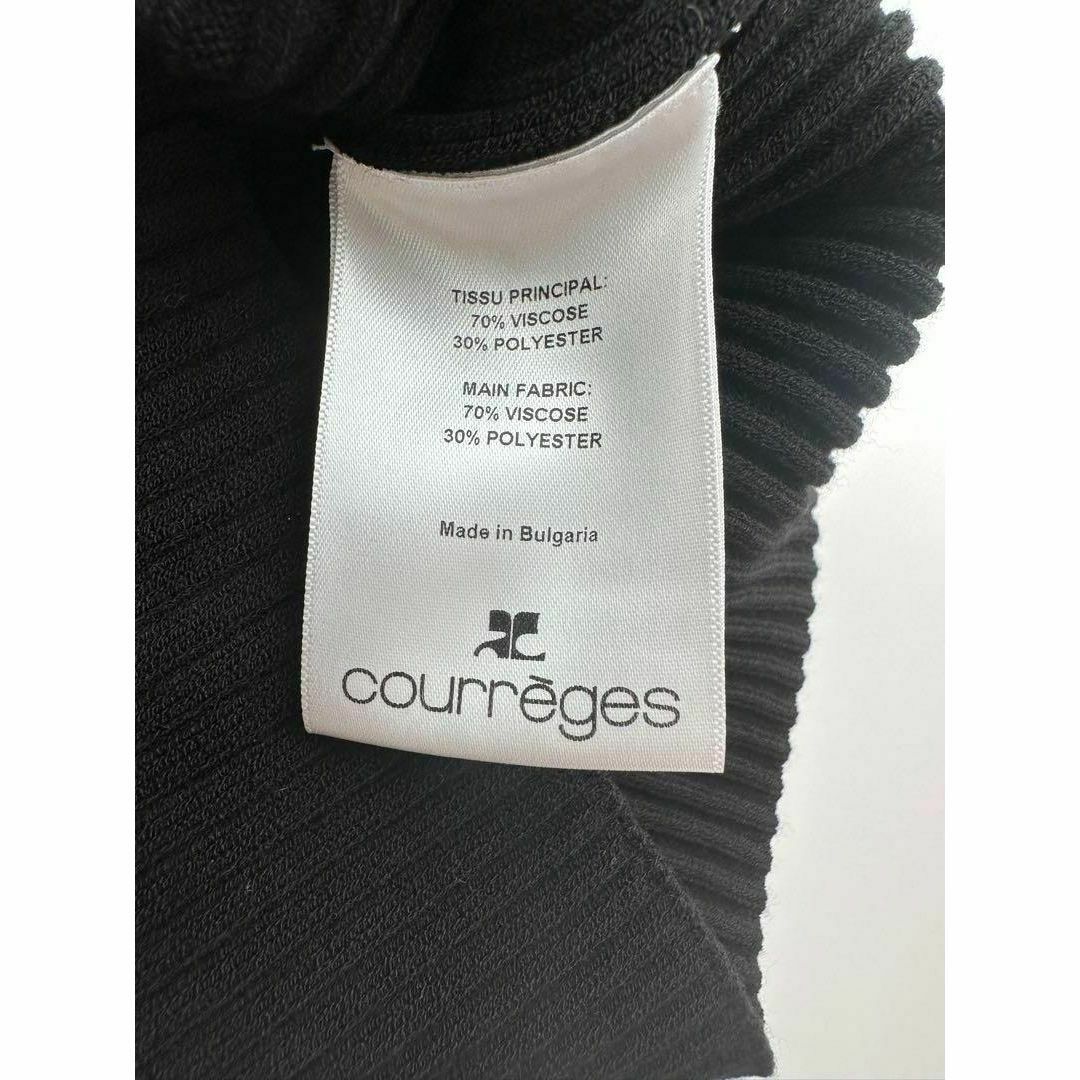 TISSU PRINCIPAL:
70% VISCOSE
30% POLYESTER
MAIN FABRIC:
70% VISCOSE
30% POLYESTER
Made in Bulgaria
courrèges